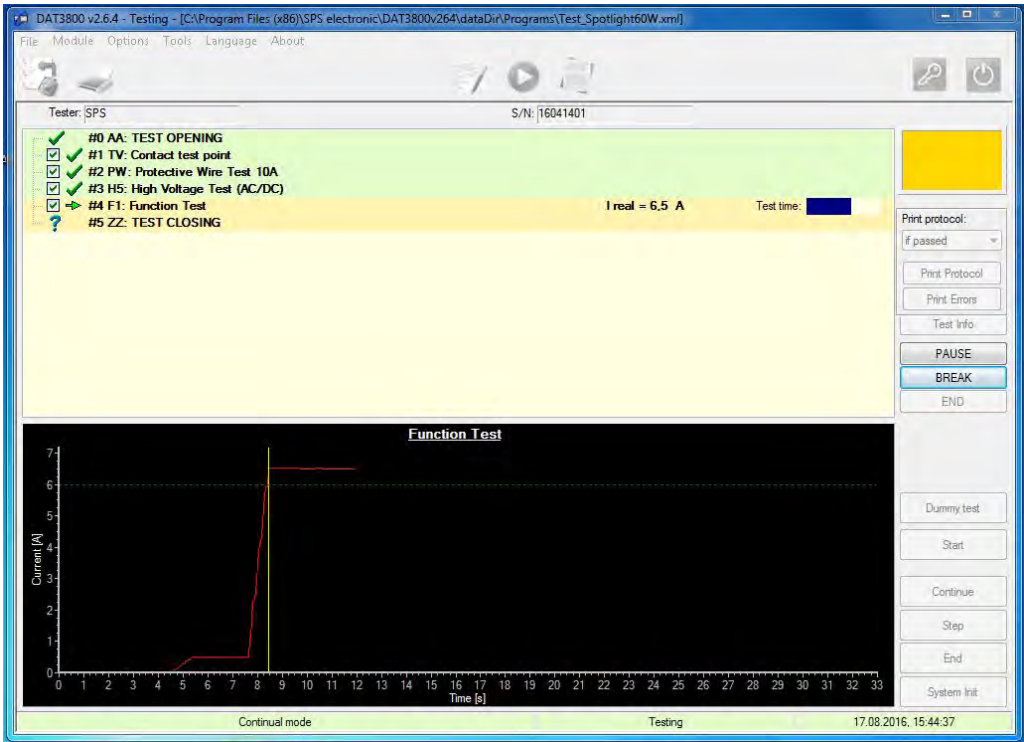 DAT3800 v2.6.4 - Testing - [C:\Program Files (x86)\SPS electronic\DAT3800v264\dataDir\Programs\Test_Spotlight60W.xml]
File Module Options Tools Language About
Tester: SPS S/N: 16041401
#0 AA: TEST OPENING
#1 TV: Contact test point
#2 PW: Protective Wire Test 10A
#3 H5: High Voltage Test (AC/DC)
#4 F1: Function Test I real = 6,5 A Test time:
#5 ZZ: TEST CLOSING
Print protocol:
if passed
Print Protocol
Print Errors
Test Info
PAUSE
BREAK
END
Function Test
7
6
5
4
3
2
1
0
Current [A]
0 1 2 3 4 5 6 7 8 9 10 11 12 13 14 15 16 17 18 19 20 21 22 23 24 25 26 27 28 29 30 31 32 33
Time [s]
Dummy test
Start
Continue
Step
End
System Init
Continual mode Testing 17.08.2016, 15:44:37